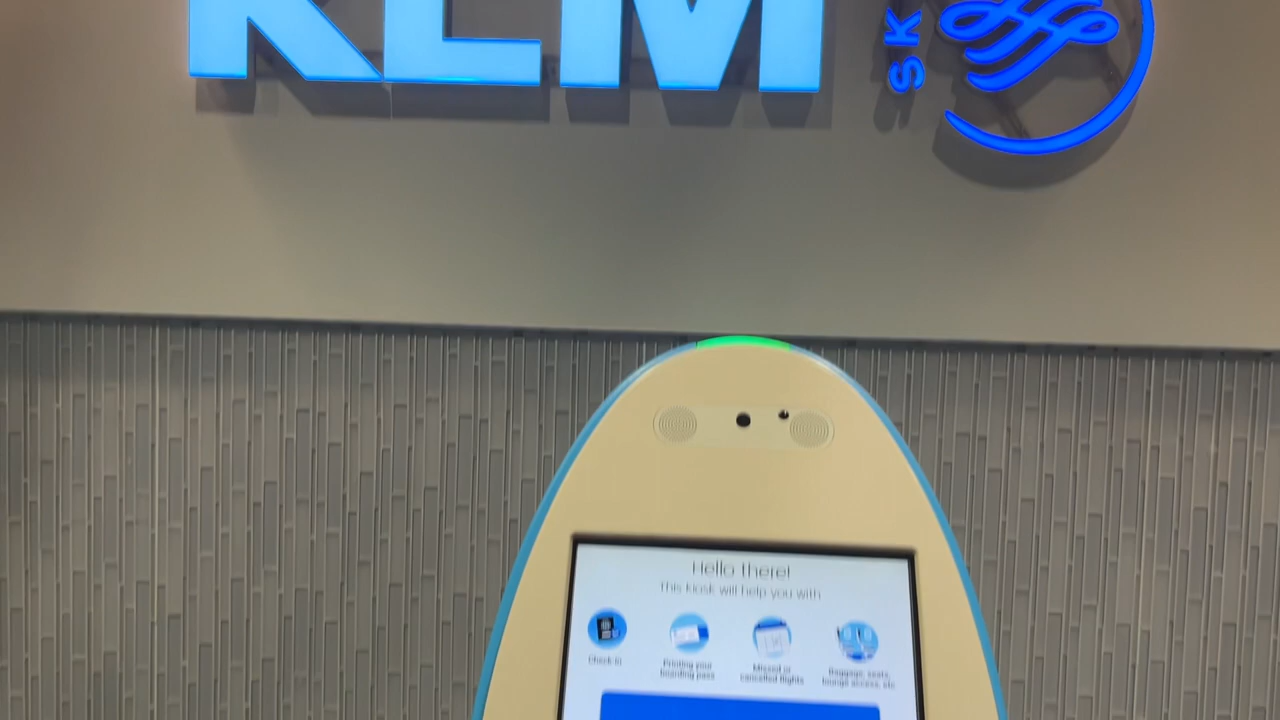 KLM
SK
Hello there!
This kiosk will help you with
Check in
Printing your
boarding pass
Missed or
cancelled flights
Baggage, seats,
lounge access, etc